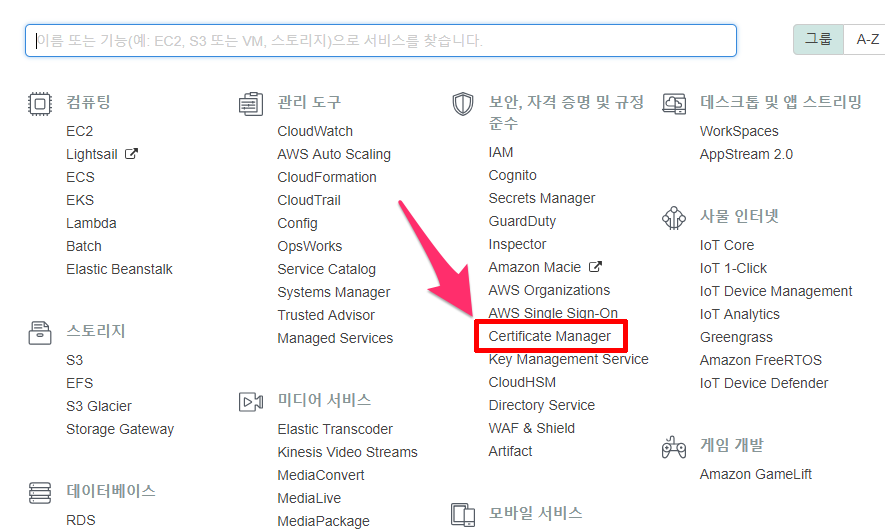 이름 또는 기능(예: EC2, S3 또는 VM, 스토리지)으로 서비스를 찾습니다.
그룹
A-Z
컴퓨팅
EC2
Lightsail
ECS
EKS
Lambda
Batch
Elastic Beanstalk
스토리지
S3
EFS
S3 Glacier
Storage Gateway
데이터베이스
RDS
관리 도구
CloudWatch
AWS Auto Scaling
CloudFormation
CloudTrail
Config
OpsWorks
Service Catalog
Systems Manager
Trusted Advisor
Managed Services
미디어 서비스
Elastic Transcoder
Kinesis Video Streams
MediaConvert
MediaLive
MediaPackage
보안, 자격 증명 및 규정
준수
IAM
Cognito
Secrets Manager
GuardDuty
Inspector
Amazon Macie
AWS Organizations
AWS Single Sign-On
Certificate Manager
Key Management Service
CloudHSM
Directory Service
WAF & Shield
Artifact
모바일 서비스
데스크톱 및 앱 스트리밍
WorkSpaces
AppStream 2.0
사물 인터넷
IoT Core
IoT 1-Click
IoT Device Management
IoT Analytics
Greengrass
Amazon FreeRTOS
IoT Device Defender
게임 개발
Amazon GameLift